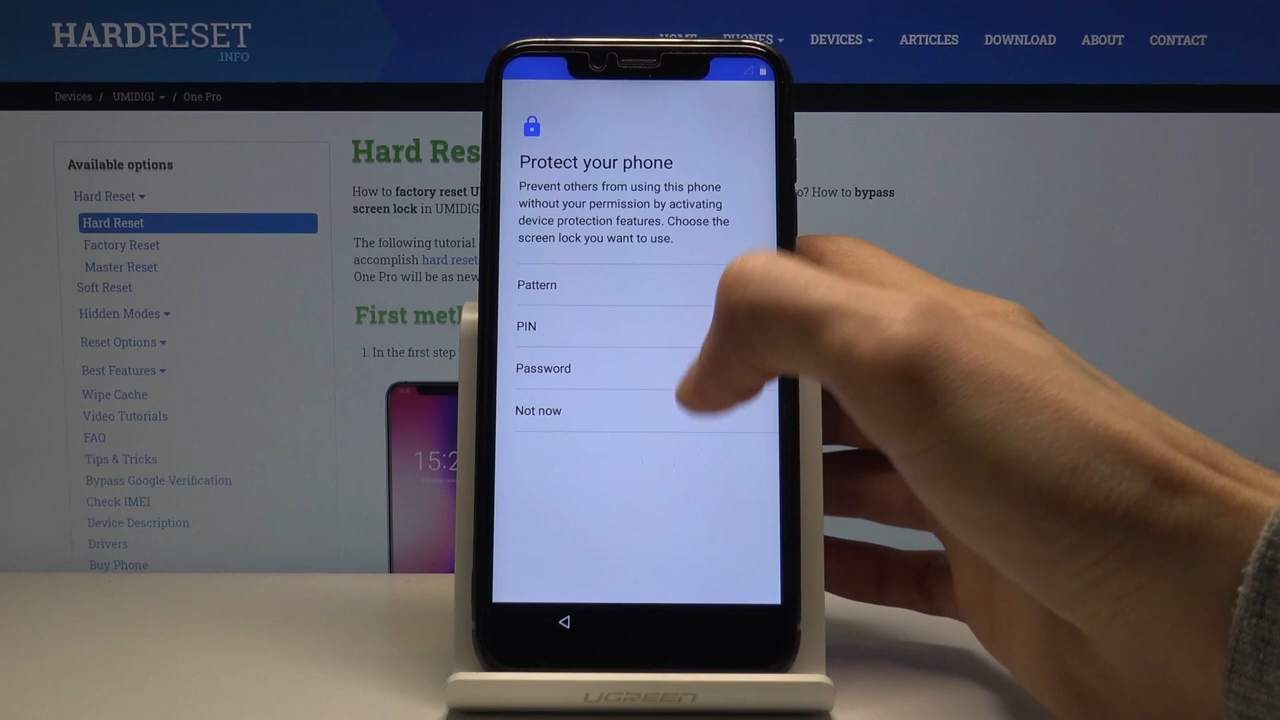 HARDRESET
.INFO
HOME PHONES DEVICES ARTICLES DOWNLOAD ABOUT CONTACT
Devices / UMIDIGI / One Pro
Available options
Hard Reset
Hard Reset
Factory Reset
Master Reset
Soft Reset
Hidden Modes
Reset Options
Best Features
Wipe Cache
Video Tutorials
FAQ
Tips & Tricks
Bypass Google Verification
Check IMEI
Device Description
Drivers
Buy Phone
Hard Res
How to factory reset U o? How to bypass
screen lock in UMIDIG
The following tutorial
accomplish hard reset
One Pro will be as new
First met
1. In the first step
15:2
Protect your phone
Prevent others from using this phone
without your permission by activating
device protection features. Choose the
screen lock you want to use.
Pattern
PIN
Password
Not now
UGREEN